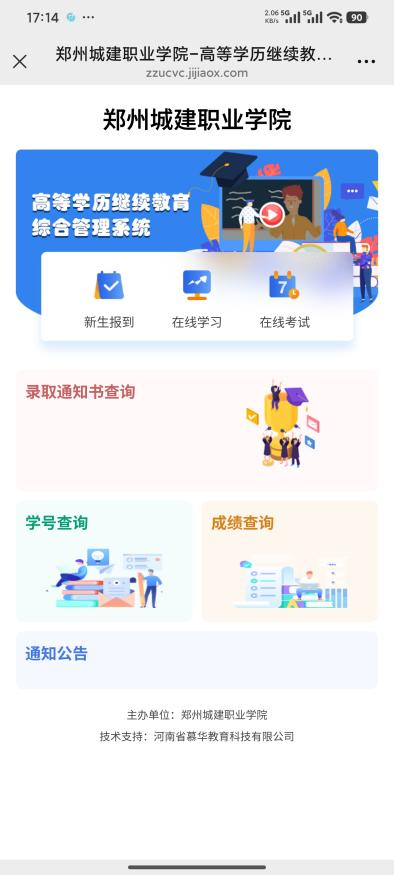 17:14
2.06 KB/s 5G 5G 90
郑州城建职业学院-高等学历继续教...
zzucvc.jijiaox.com
郑州城建职业学院
高等学历继续教育
综合管理系统
7
新生报到 在线学习 在线考试
录取通知书查询
学号查询 成绩查询
通知公告
主办单位：郑州城建职业学院
技术支持：河南省慕华教育科技有限公司